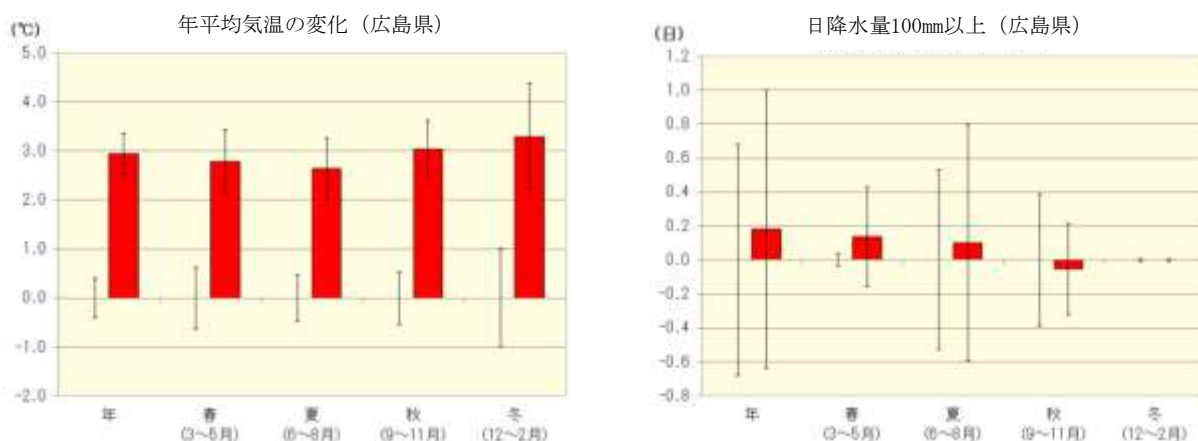 年平均気温の変化（広島県）
(℃)
5.0
4.0
3.0
2.0
1.0
0.0
-1.0
-2.0
年
春
(3～5月)
夏
(6～8月)
秋
(9～11月)
冬
(12～2月)
日降水量100㎜以上（広島県）
(日)
1.2
1.0
0.8
0.6
0.4
0.2
0.0
-0.2
-0.4
-0.6
-0.8
年
春
(3～5月)
夏
(6～8月)
秋
(9～11月)
冬
(12～2月)